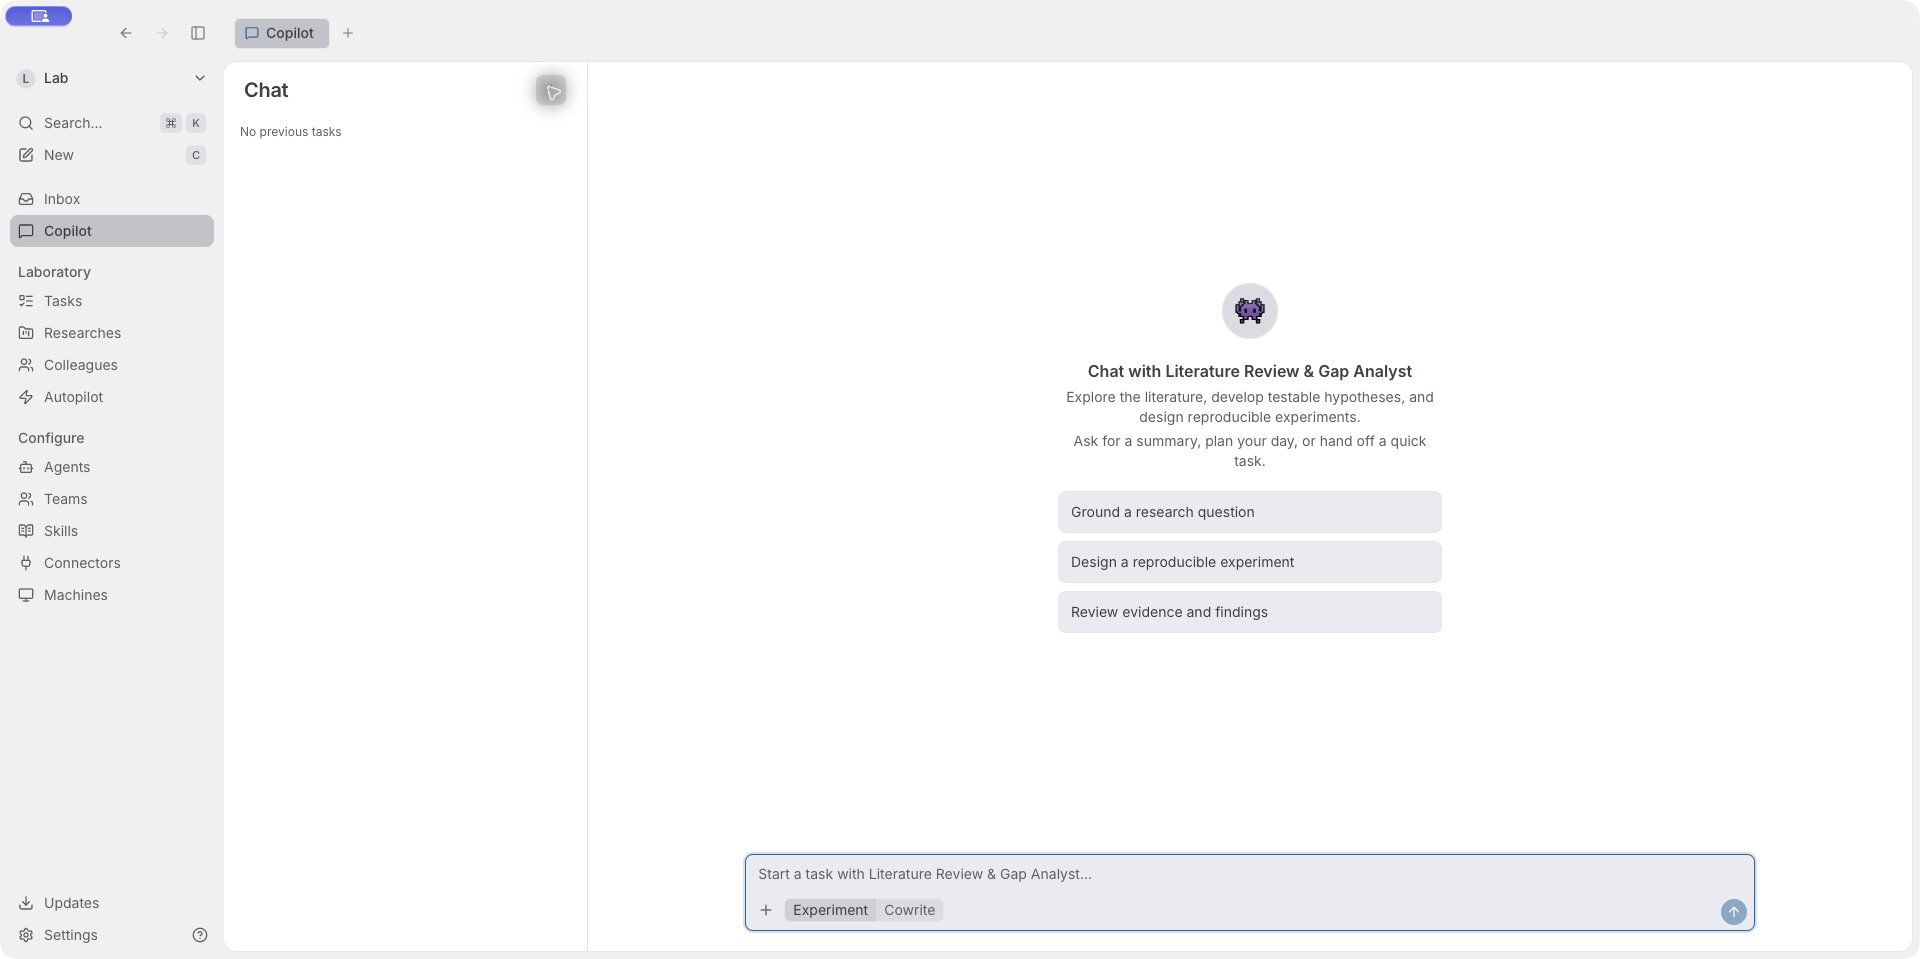 Copilot
L Lab
Search... ⌘ K
New C
Inbox
Copilot
Laboratory
Tasks
Researches
Colleagues
Autopilot
Configure
Agents
Teams
Skills
Connectors
Machines
Updates
Settings
Chat
No previous tasks
Chat with Literature Review & Gap Analyst
Explore the literature, develop testable hypotheses, and
design reproducible experiments.
Ask for a summary, plan your day, or hand off a quick
task.
Ground a research question
Design a reproducible experiment
Review evidence and findings
Start a task with Literature Review & Gap Analyst...
Experiment Cowrite